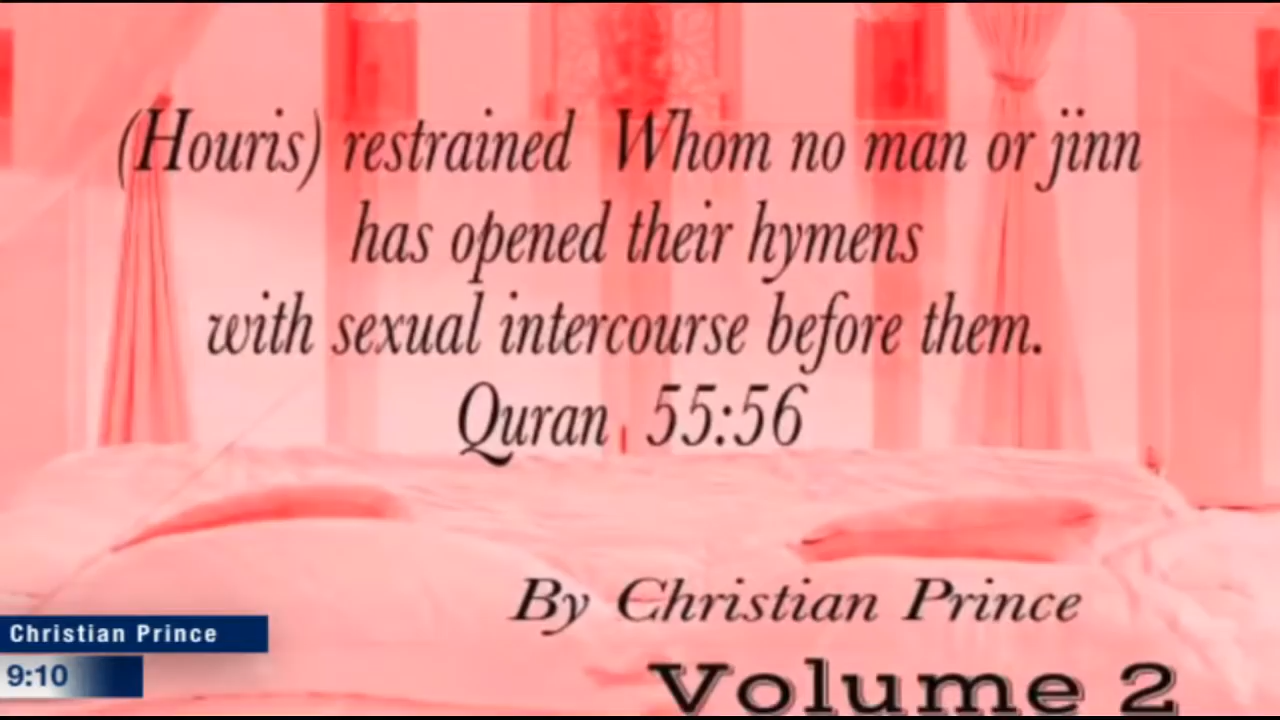 (Houris) restrained Whom no man or jinn
has opened their hymens
with sexual intercourse before them.
Quran 55:56
By Christian Prince
Christian Prince
9:10
Volume 2